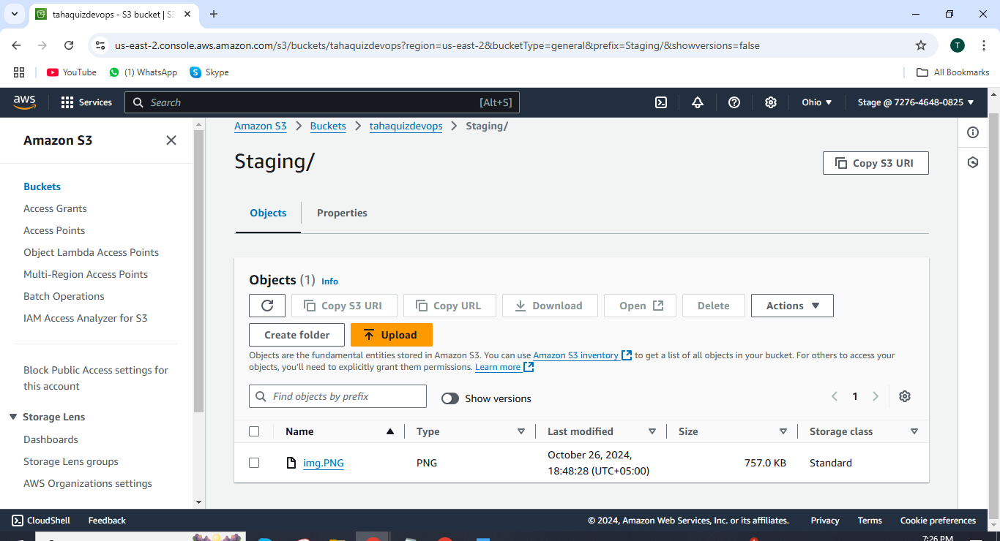 tahaquizdevops - S3 bucket | S3
us-east-2.console.aws.amazon.com/s3/buckets/tahaquizdevops?region=us-east-2&bucketType=general&prefix=Staging/&showversions=false
T
YouTube
(1) WhatsApp
Skype
All Bookmarks
aws
Services
Search
[Alt+S]
Ohio
Stage @ 7276-4648-0825
Amazon S3
Buckets
Access Grants
Access Points
Object Lambda Access Points
Multi-Region Access Points
Batch Operations
IAM Access Analyzer for S3
Block Public Access settings for
this account
Storage Lens
Dashboards
Storage Lens groups
AWS Organizations settings
Amazon S3 > Buckets > tahaquizdevops > Staging/
Staging/
Copy S3 URI
Objects
Properties
Objects (1) Info
Copy S3 URI
Copy URL
Download
Open
Delete
Actions
Create folder
Upload
Objects are the fundamental entities stored in Amazon S3. You can use Amazon S3 inventory to get a list of all objects in your bucket. For others to access your
objects, you'll need to explicitly grant them permissions. Learn more
Find objects by prefix
Show versions
1
Name Type Last modified Size Storage class
img.PNG PNG October 26, 2024, 18:48:28 (UTC+05:00) 757.0 KB Standard
CloudShell
Feedback
© 2024, Amazon Web Services, Inc. or its affiliates.
Privacy
Terms
Cookie preferences
7:26 PM